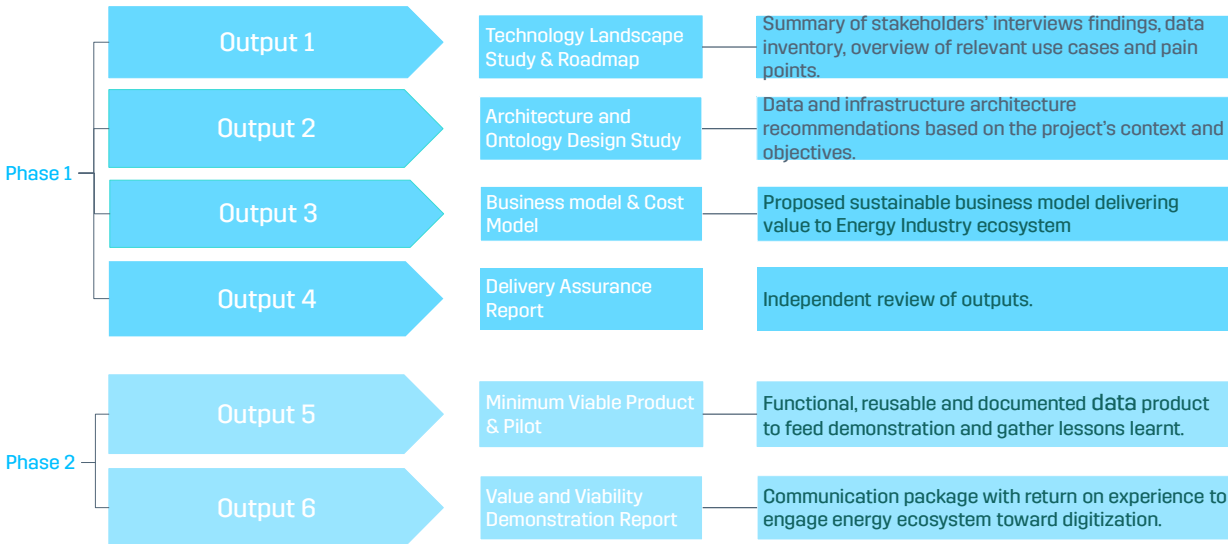 Phase 1
Output 1
Technology Landscape
Study & Roadmap
Summary of stakeholders' interviews findings, data
inventory, overview of relevant use cases and pain
points.
Output 2
Architecture and
Ontology Design Study
Data and infrastructure architecture
recommendations based on the project's context and
objectives.
Output 3
Business model & Cost
Model
Proposed sustainable business model delivering
value to Energy Industry ecosystem
Output 4
Delivery Assurance
Report
Independent review of outputs.
Phase 2
Output 5
Minimum Viable Product
& Pilot
Functional, reusable and documented data product
to feed demonstration and gather lessons learnt.
Output 6
Value and Viability
Demonstration Report
Communication package with return on experience to
engage energy ecosystem toward digitization.